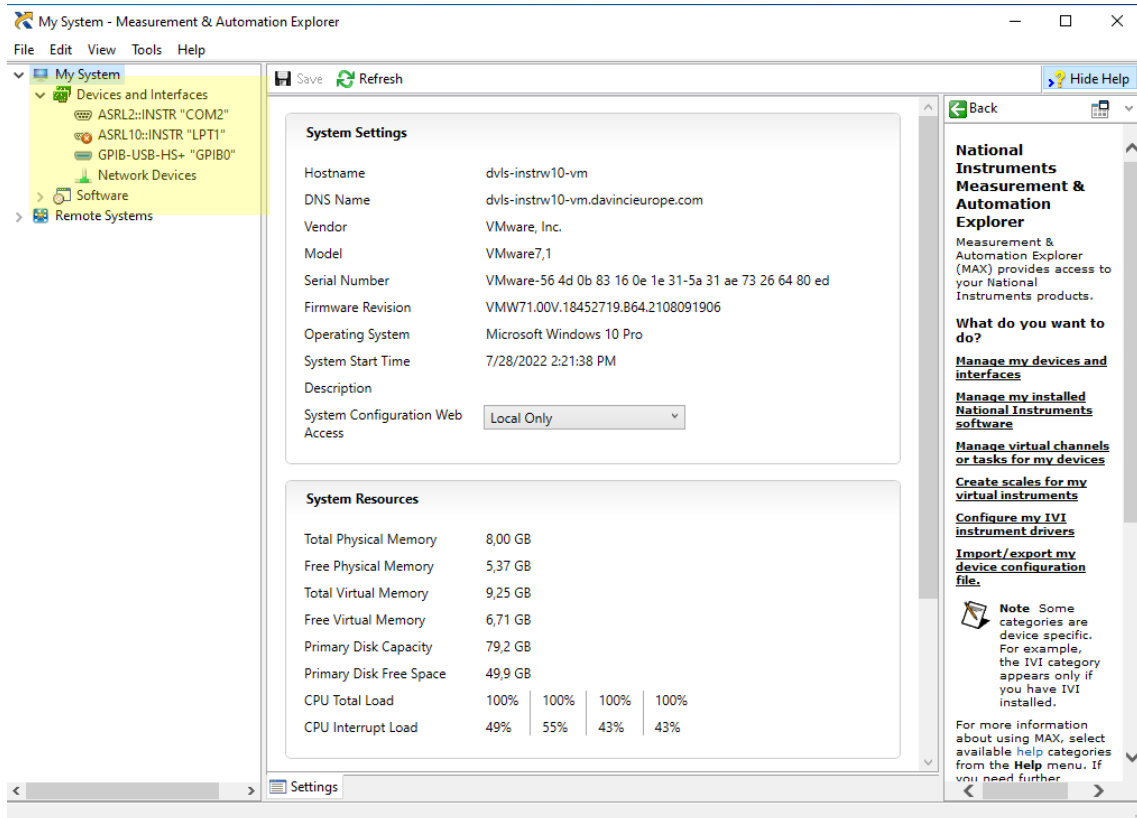 My System - Measurement & Automation Explorer
File Edit View Tools Help
My System
Devices and Interfaces
ASRL2::INSTR "COM2"
ASRL10::INSTR "LPT1"
GPIB-USB-HS+ "GPIB0"
Network Devices
Software
Remote Systems
Save Refresh
Hide Help
System Settings
Hostname dvls-instrw10-vm
DNS Name dvls-instrw10-vm.davincieurope.com
Vendor VMware, Inc.
Model VMware7,1
Serial Number VMware-56 4d 0b 83 16 0e 1e 31-5a 31 ae 73 26 64 80 ed
Firmware Revision VMW71.00V.18452719.B64.2108091906
Operating System Microsoft Windows 10 Pro
System Start Time 7/28/2022 2:21:38 PM
Description
System Configuration Web
Access
Local Only
System Resources
Total Physical Memory 8,00 GB
Free Physical Memory 5,37 GB
Total Virtual Memory 9,25 GB
Free Virtual Memory 6,71 GB
Primary Disk Capacity 79,2 GB
Primary Disk Free Space 49,9 GB
CPU Total Load 100% 100% 100% 100%
CPU Interrupt Load 49% 55% 43% 43%
Settings
Back
National
Instruments
Measurement &
Automation
Explorer
Measurement &
Automation Explorer
(MAX) provides access to
your National
Instruments products.
What do you want to
do?
Manage my devices and
interfaces
Manage my installed
National Instruments
software
Manage virtual channels
or tasks for my devices
Create scales for my
virtual instruments
Configure my IVI
instrument drivers
Import/export my
device configuration
file.
Note Some
categories are
device specific.
For example,
the IVI category
appears only if
you have IVI
installed.
For more information
about using MAX, select
available help categories
from the Help menu. If
you need further